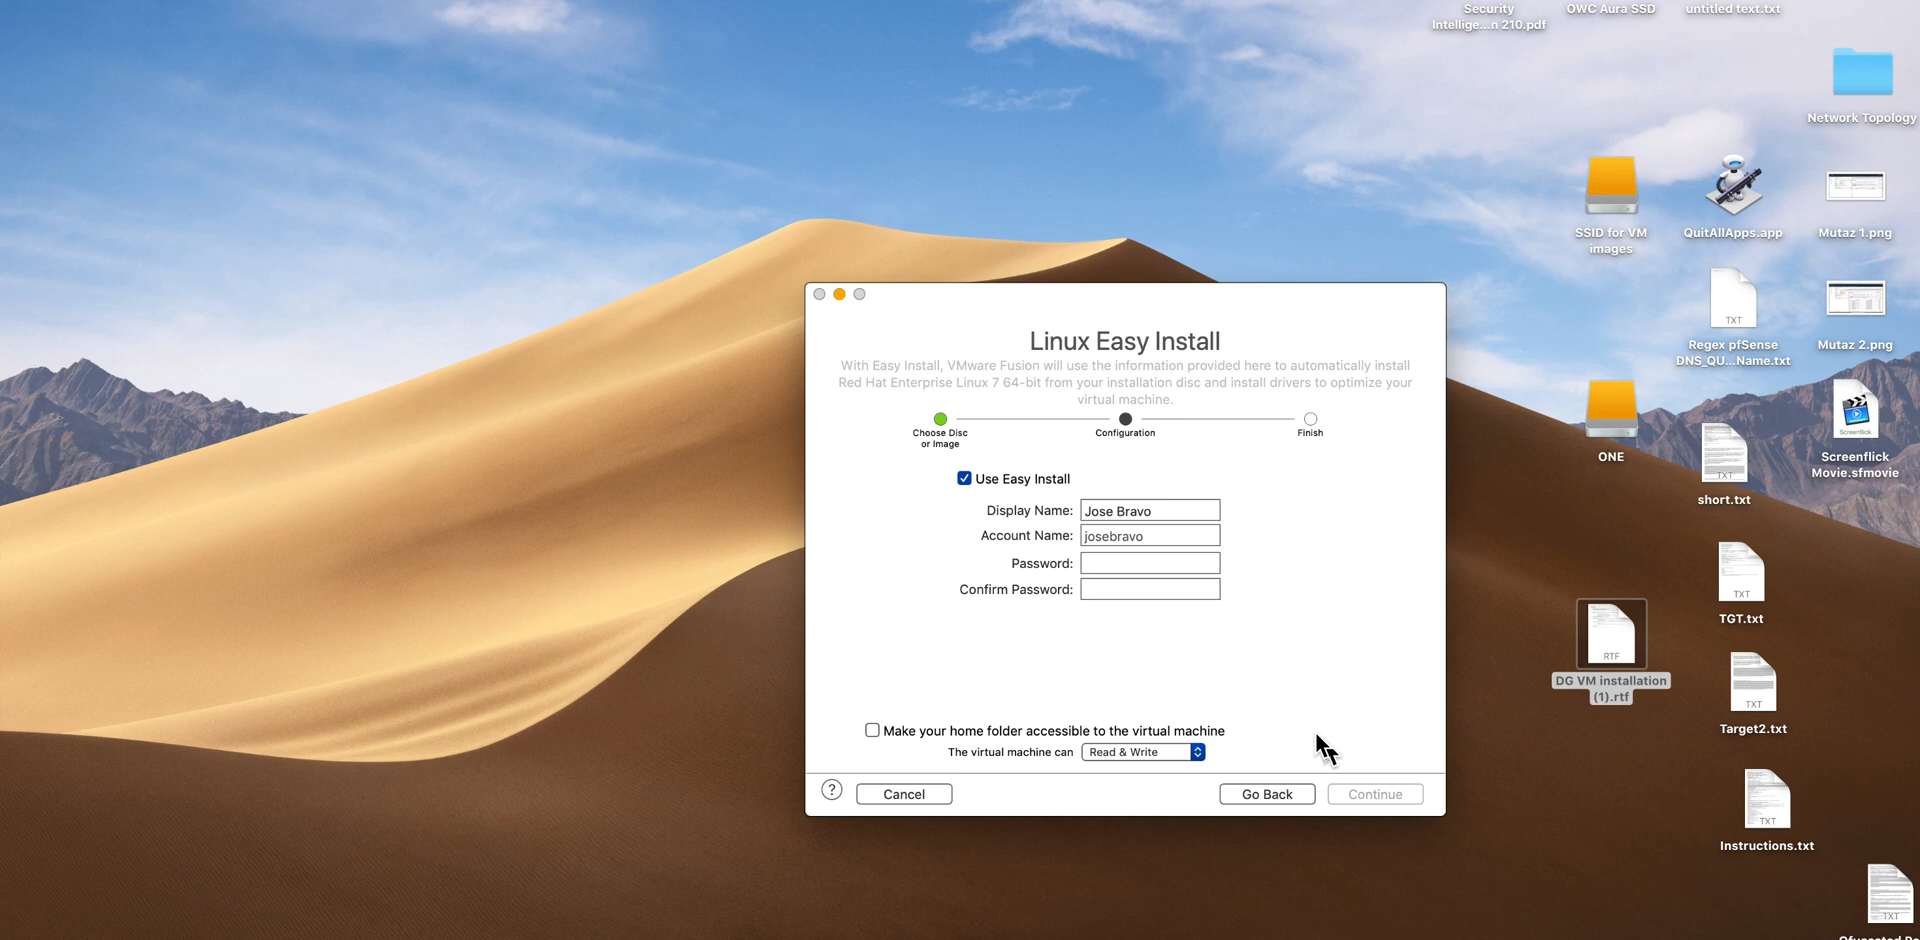 Security
Intellige...n 210.pdf
OWC Aura SSD
untitled text.txt
Network Topology
SSID for VM
images
QuitAllApps.app
Mutaz 1.png
TXT
Regex pfSense
DNS_QU...Name.txt
Mutaz 2.png
ONE
TXT
short.txt
Screenflick
Screenflick
Movie.sfmovie
TXT
TGT.txt
RTF
DG VM installation
(1).rtf
TXT
Target2.txt
TXT
Instructions.txt
TXT
Linux Easy Install
With Easy Install, VMware Fusion will use the information provided here to automatically install
Red Hat Enterprise Linux 7 64-bit from your installation disc and install drivers to optimize your
virtual machine.
Choose Disc
or Image
Configuration
Finish
Use Easy Install
Display Name: Jose Bravo
Account Name: josebravo
Password:
Confirm Password:
Make your home folder accessible to the virtual machine
The virtual machine can Read & Write
? Cancel Go Back Continue